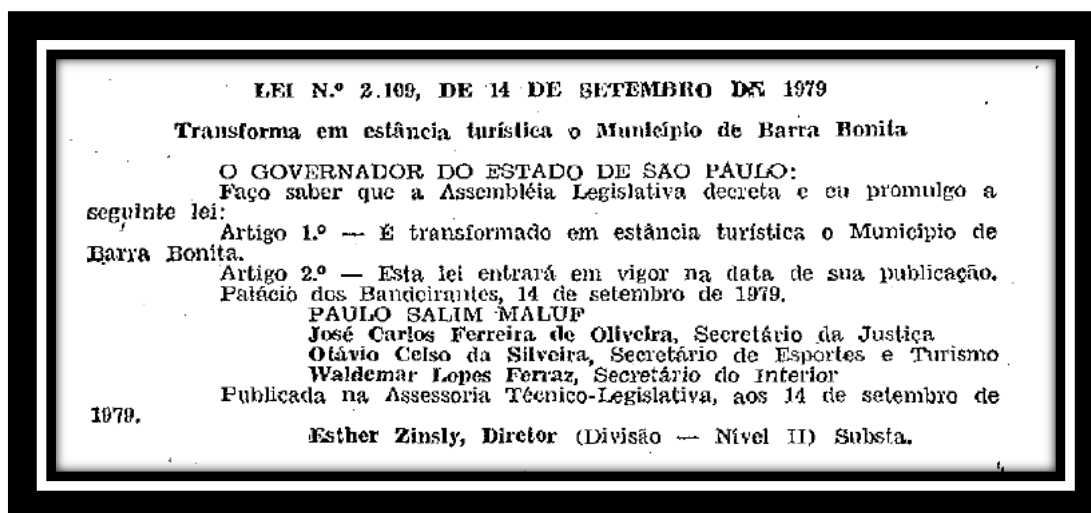 LEI N.º 2.109, DE 14 DE SETEMBRO DE 1979
Transforma em estância turística o Município de Barra Bonita
O GOVERNADOR DO ESTADO DE SÃO PAULO:
Faço saber que a Assembléia Legislativa decreta e eu promulgo a
seguinte lei:
Artigo 1.º — É transformado em estância turística o Município de
Barra Bonita.
Artigo 2.º — Esta lei entrará em vigor na data de sua publicação.
Palácio dos Bandeirantes, 14 de setembro de 1979.
PAULO SALIM MALUF
José Carlos Ferreira de Oliveira, Secretário da Justiça
Otávio Celso da Silveira, Secretário de Esportes e Turismo
Waldemar Lopes Ferraz, Secretário do Interior
Publicada na Assessoria Técnico-Legislativa, aos 14 de setembro de
1979.
Esther Zinsly, Diretor (Divisão — Nível II) Substa.